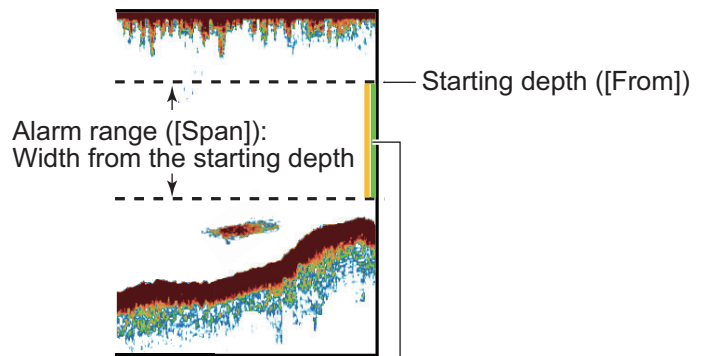 Starting depth ([From])
Alarm range ([Span]):
Width from the starting depth